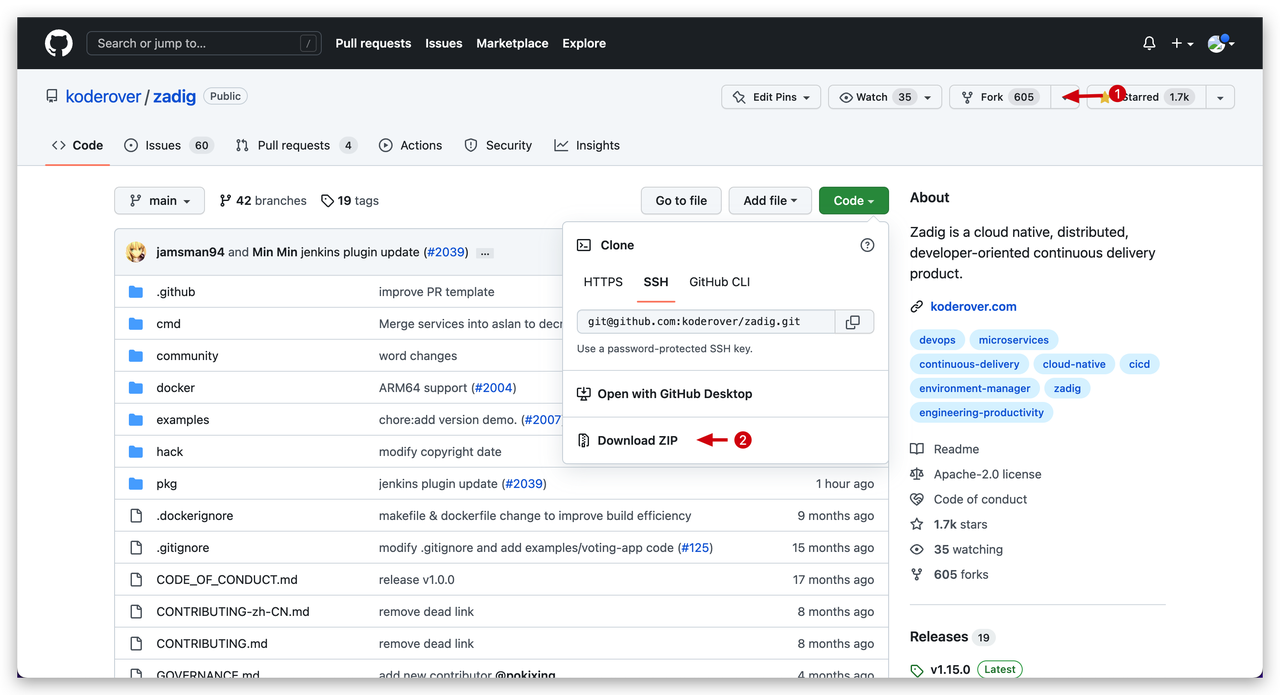 Search or jump to... / Pull requests Issues Marketplace Explore
koderover / zadig Public Edit Pins Watch 35 Fork 605 1 Starred 1.7k
Code Issues 60 Pull requests 4 Actions Security Insights
main 42 branches 19 tags Go to file Add file Code
jamsman94 and Min Min jenkins plugin update (#2039) ...
.github improve PR template
cmd Merge services into aslan to
community word changes
docker ARM64 support (#2004)
examples chore:add version demo. (#2007
hack modify copyright date
pkg jenkins plugin update (#2039) 1 hour ago
.dockerignore makefile & dockerfile change to improve build efficiency 9 months ago
.gitignore modify .gitignore and add examples/voting-app code (#125) 15 months ago
CODE_OF_CONDUCT.md release v1.0.0 17 months ago
CONTRIBUTING-zh-CN.md remove dead link 8 months ago
CONTRIBUTING.md remove dead link 8 months ago
GOVERNANCE.md add new contributor @pokixing 4 months ago
Clone
HTTPS SSH GitHub CLI
git@github.com:koderover/zadig.git
Use a password-protected SSH key.
Open with GitHub Desktop
Download ZIP 2
About
Zadig is a cloud native, distributed,
developer-oriented continuous delivery
product.
koderover.com
devops microservices
continuous-delivery cloud-native cicd
environment-manager zadig
engineering-productivity
Readme
Apache-2.0 license
Code of conduct
1.7k stars
35 watching
605 forks
Releases 19
v1.15.0 Latest